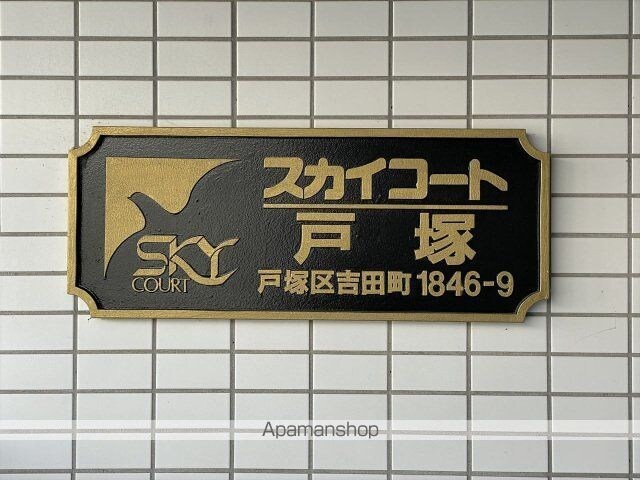 スカイコート
戸塚
SKY
COURT
戸塚区吉田町1846-9
Apamanshop